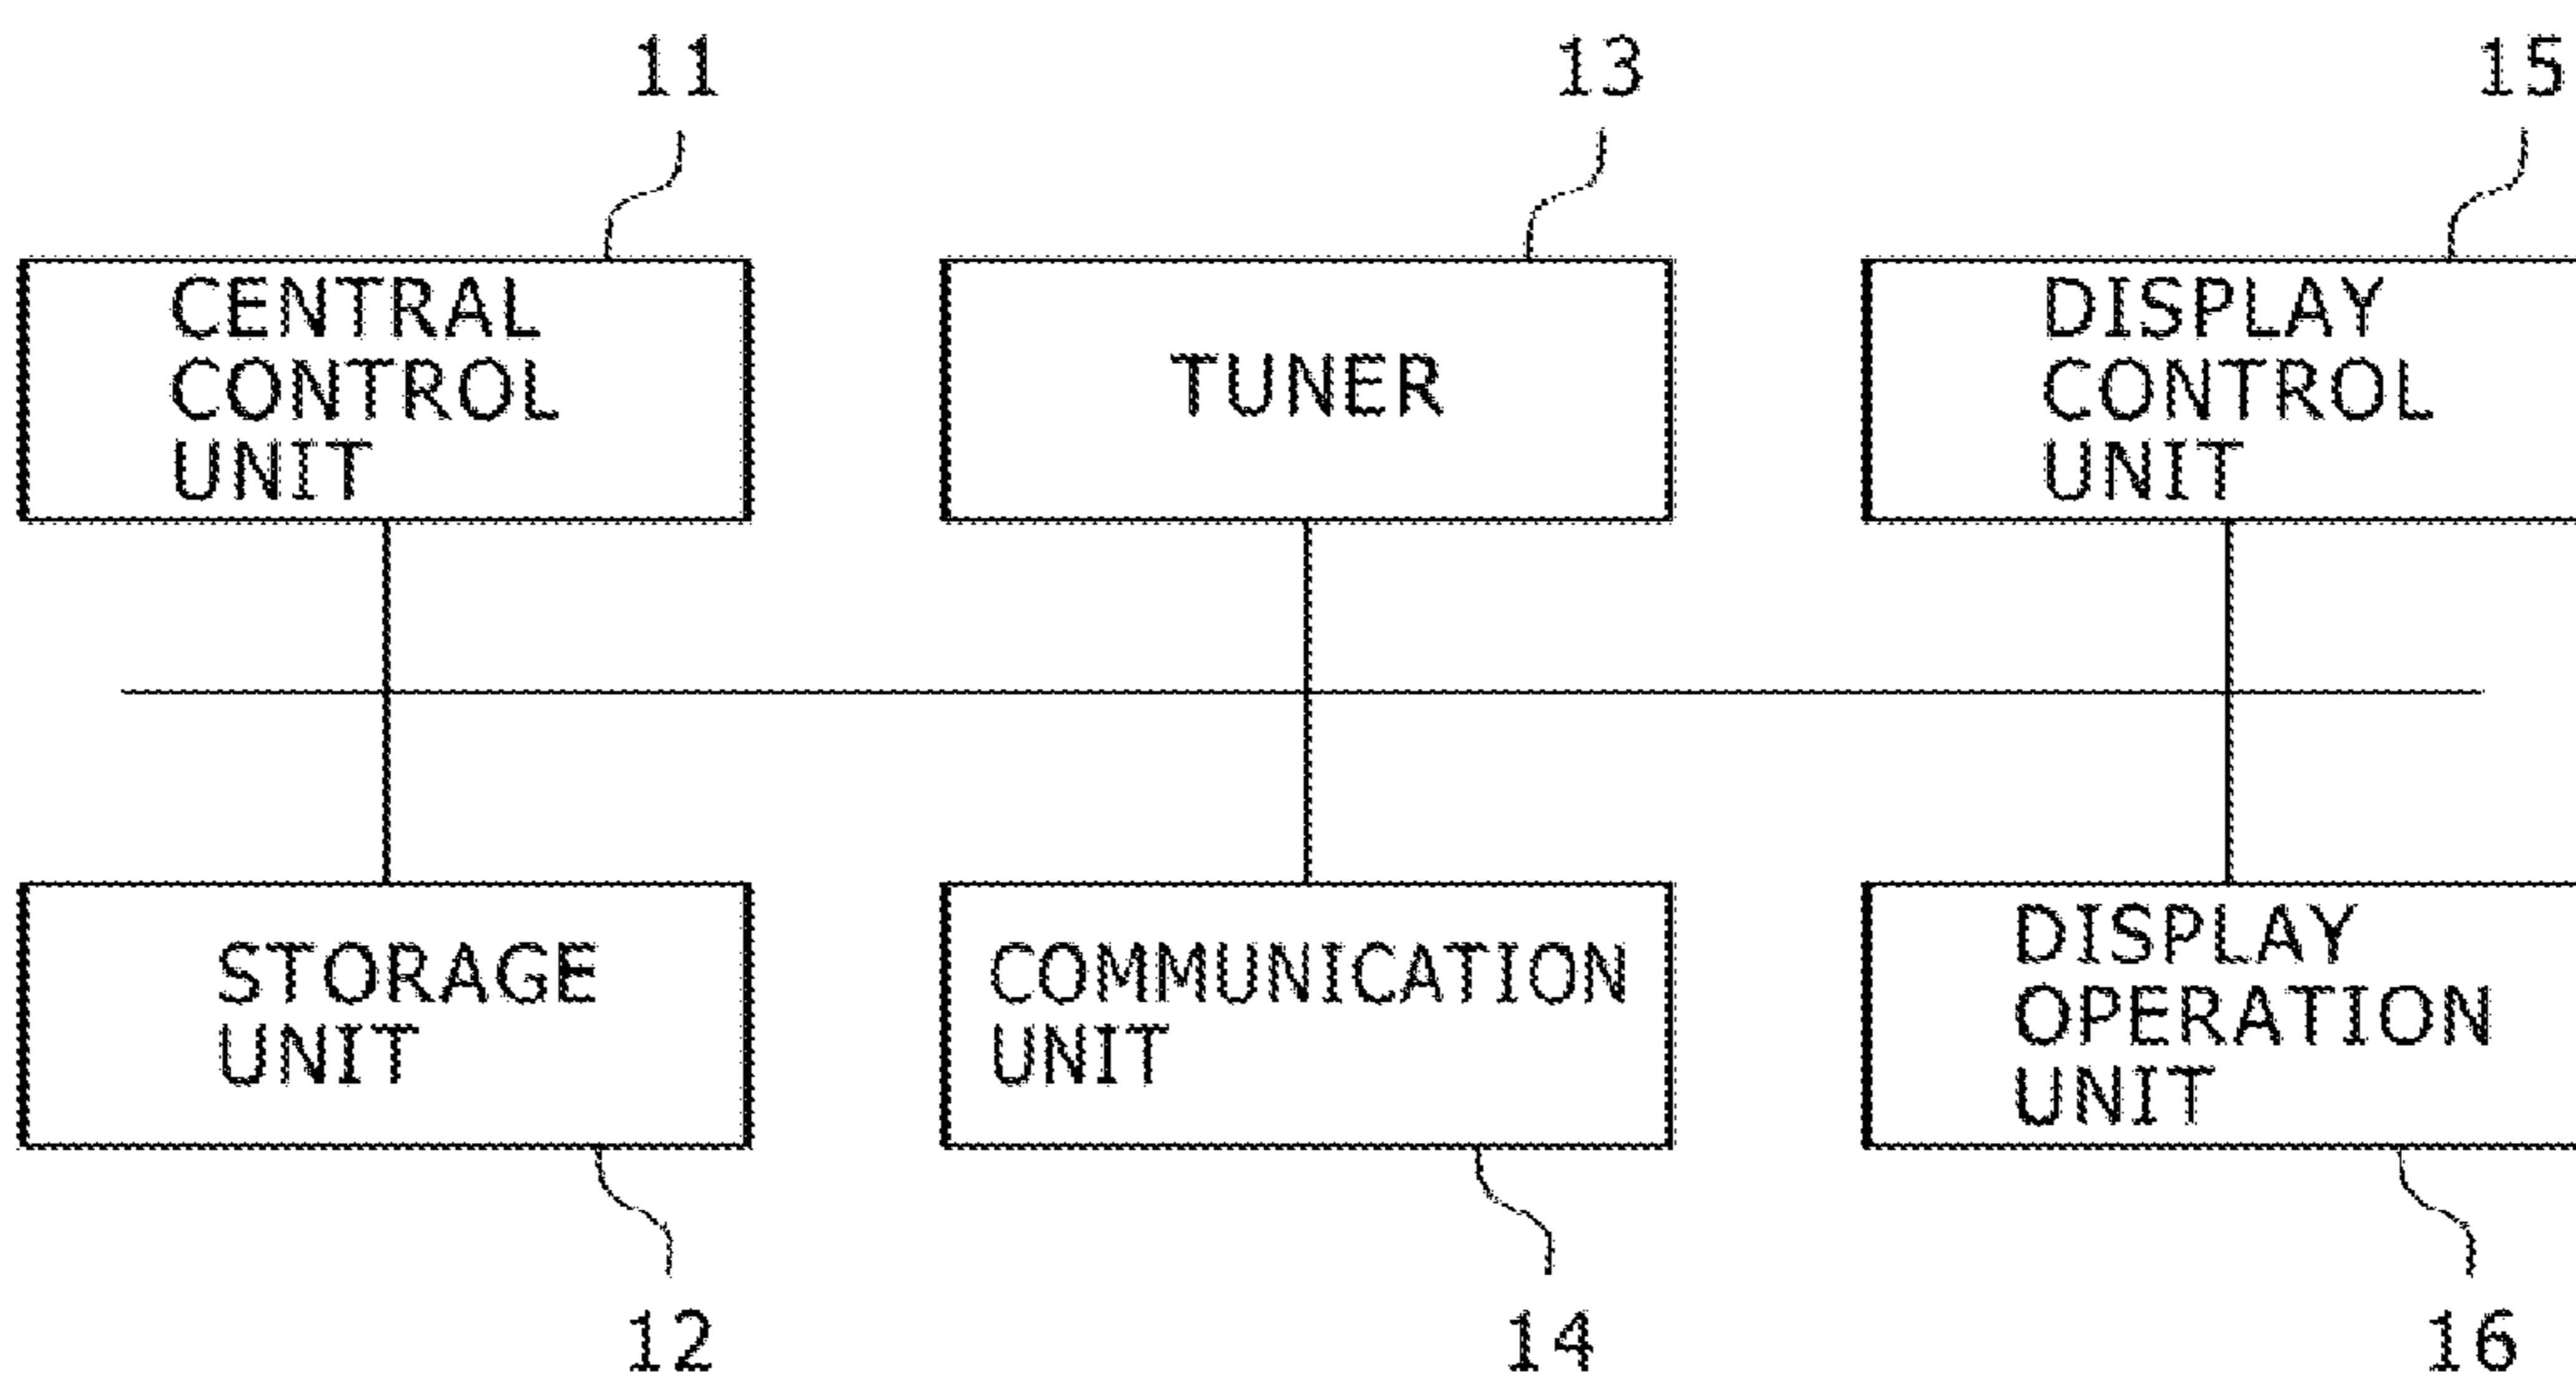 11
13
15
CENTRAL
CONTROL
UNIT
TUNER
DISPLAY
CONTROL
UNIT
STORAGE
UNIT
COMMUNICATION
UNIT
DISPLAY
OPERATION
UNIT
12
14
16